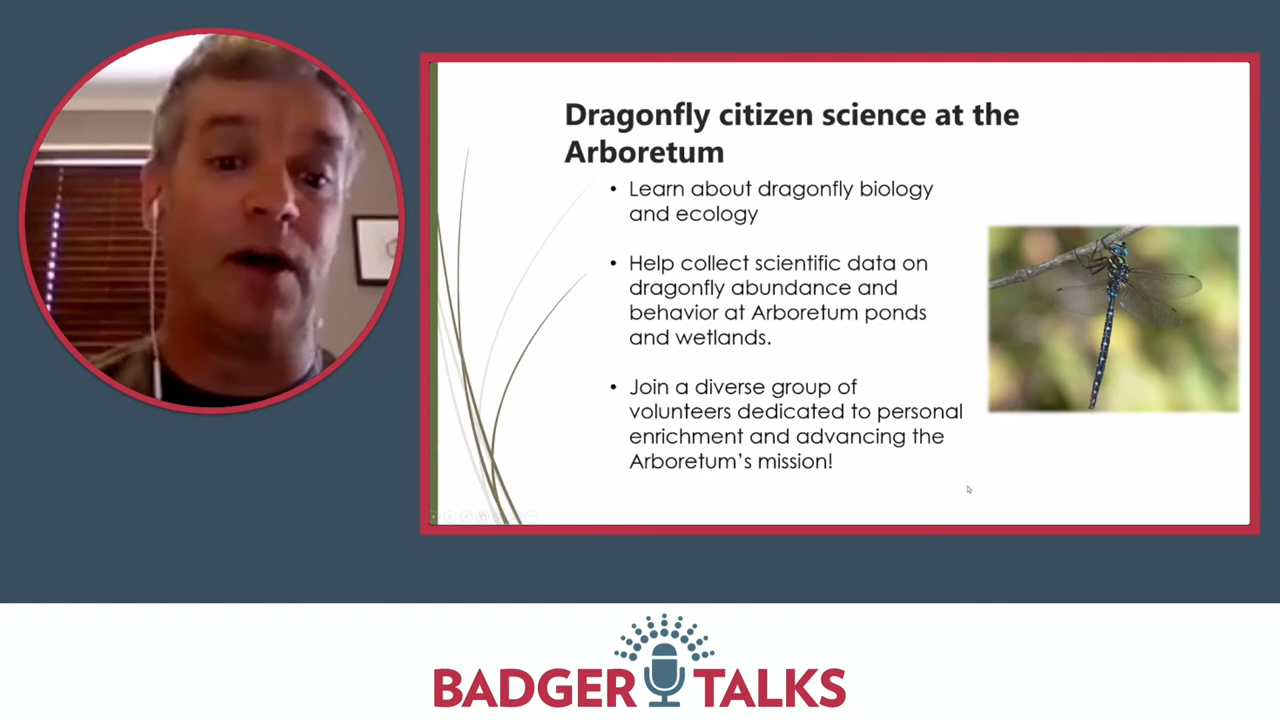 Dragonfly citizen science at the
Arboretum
• Learn about dragonfly biology
and ecology
• Help collect scientific data on
dragonfly abundance and
behavior at Arboretum ponds
and wetlands.
• Join a diverse group of
volunteers dedicated to personal
enrichment and advancing the
Arboretum’s mission!
BADGER TALKS